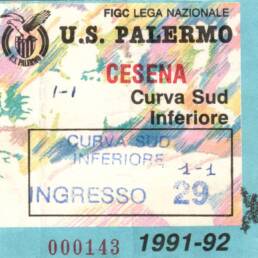 FIGC LEGA NAZIONALE
U.S. PALERMO
U.S. PALERMO
CESENA
1-1
Curva Sud
Inferiore
CURVA SUD
INFERIORE
1-1
INGRESSO 29
000143 1991-92